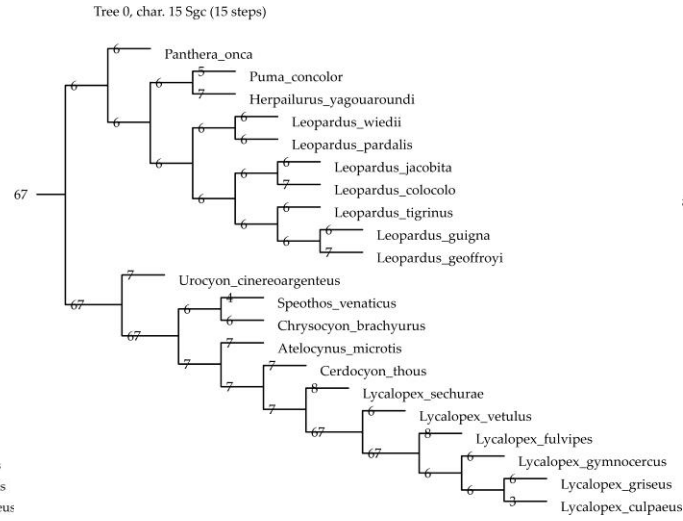 Tree 0, char. 15 Sgc (15 steps)
6
Panthera_onca
5
Puma_concolor
6
6
7
Herpailurus_yagouaroundi
6
Leopardus_wiedii
6
6
6
Leopardus_pardalis
6
6
Leopardus_jacobita
6
7
Leopardus_colocolo
67
6
6
Leopardus_tigrinus
6
6
Leopardus_guigna
6
7
Leopardus_geoffroyi
7
Urocyon_cinereoargenteus
4
Speothos_venaticus
67
6
6
Chrysocyon_brachyurus
67
7
Atelocynus_microtis
7
7
Cerdocyon_thous
7
8
Lycalopex_sechurae
7
6
Lycalopex_vetulus
67
8
Lycalopex_fulvipes
67
6
Lycalopex_gymnocercus
6
6
Lycalopex_griseus
6
3
Lycalopex_culpaeus